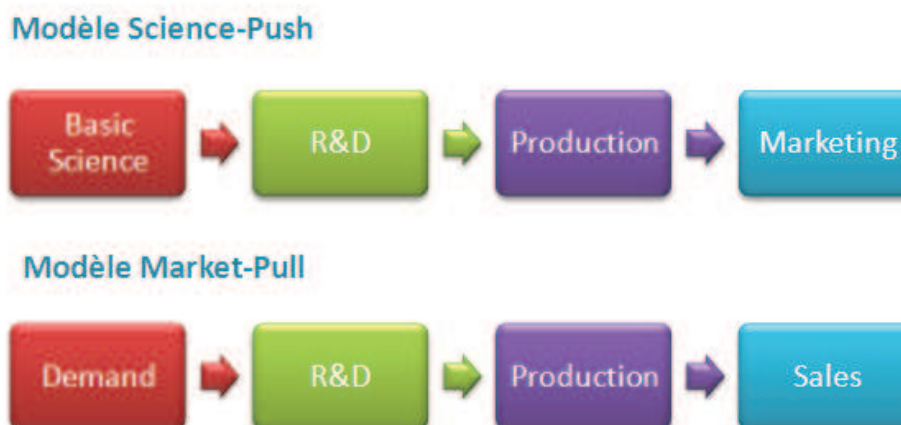 Modèle Science-Push
Basic
Science
R&D
Production
Marketing
Modèle Market-Pull
Demand
R&D
Production
Sales